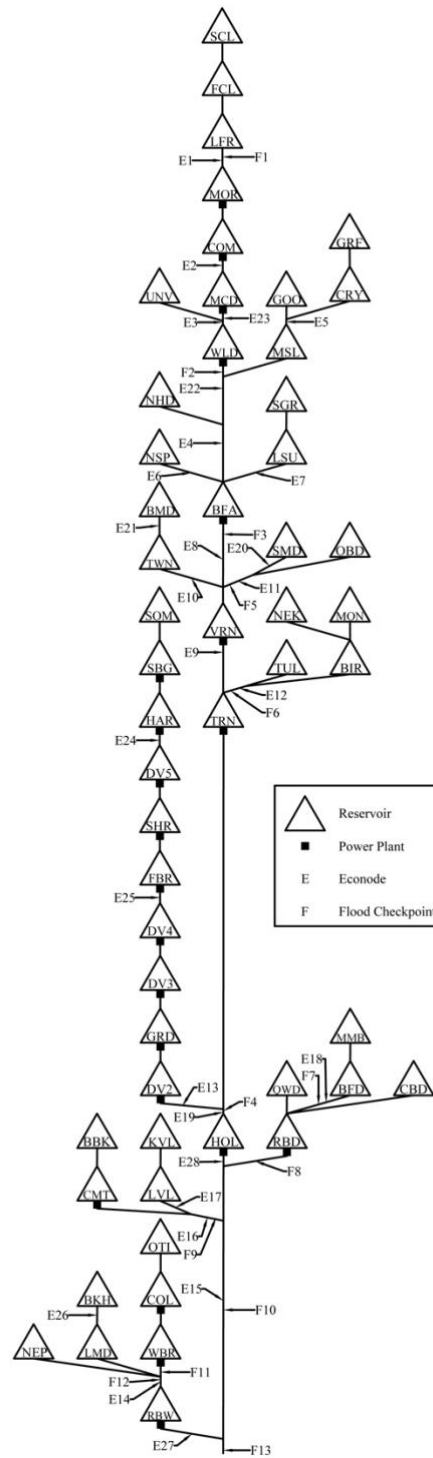 SCL
FCL
LFR
E1
F1
MOR
COM
GRF
E2
UNV
MCD
GOO
CRY
E23
E3
E5
WLD
MSL
F2
E22
NHD
SGR
E4
NSP
LSU
E6
E7
BMD
BFA
F3
E21
E8
E20
SMD
OBD
TWN
E11
E10
F5
SOM
VRN
NEK
MON
E9
SBG
TUL
BIR
E12
F6
HAR
TRN
E24
DV5
SHR
FBR
E25
DV4
DV3
GRD
DV2
Reservoir
Power Plant
E Econode
F Flood Checkpoint
MMB
E18
E13
F7
F4
OWD
BFD
CBD
E19
BBK
KVL
HOL
RBD
E28
F8
CMT
LVL
E17
E16
F9
OTI
E15
BKH
COL
F10
E26
NEP
LMD
WBR
F11
F12
E14
RBW
E27
F13